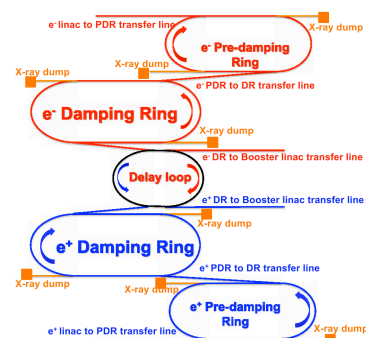 e- linac to PDR transfer line
X-ray dump
e- Pre-damping
Ring
X-ray dump
X-ray dump
e- PDR to DR transfer line
e- Damping Ring
X-ray dump
e- DR to Booster linac transfer line
Delay loop
e+ DR to Booster linac transfer line
X-ray dump
e+ Damping Ring
e+ PDR to DR transfer line
X-ray dump
X-ray dump
e+ Pre-damping
Ring
e+ linac to PDR transfer line
X-ray dump